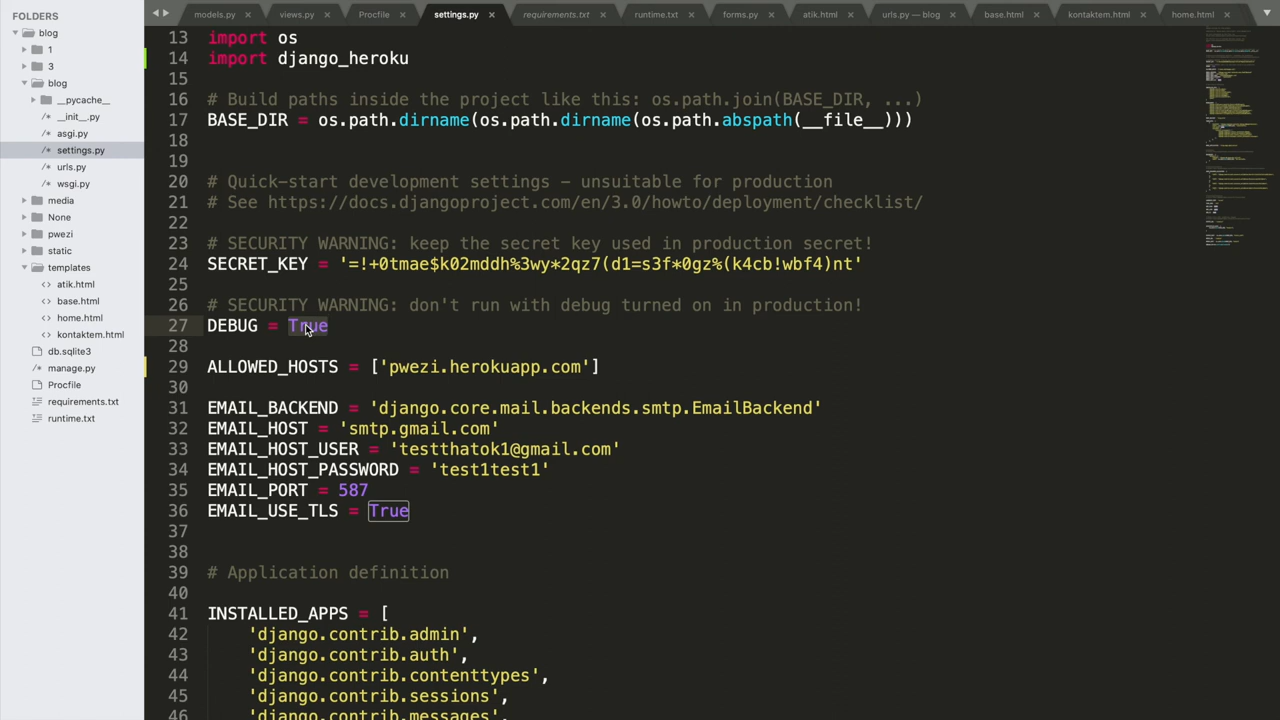 FOLDERS
blog
1
3
blog
__pycache__
__init__.py
asgi.py
settings.py
urls.py
wsgi.py
media
None
pwezi
static
templates
atik.html
base.html
home.html
kontaktem.html
db.sqlite3
manage.py
Procfile
requirements.txt
runtime.txt
models.py × views.py × Procfile × settings.py × requirements.txt × runtime.txt × forms.py × atik.html × urls.py — blog × base.html × kontaktem.html × home.html ×
13 import os
14 import django_heroku
15
16 # Build paths inside the project like this: os.path.join(BASE_DIR, ...)
17 BASE_DIR = os.path.dirname(os.path.dirname(os.path.abspath(__file__)))
18
19
20 # Quick-start development settings - unsuitable for production
21 # See https://docs.djangoproject.com/en/3.0/howto/deployment/checklist/
22
23 # SECURITY WARNING: keep the secret key used in production secret!
24 SECRET_KEY = '=!+0tmae$k02mddh%3wy*2qz7(d1=s3f*0gz%(k4cb!wbf4)nt'
25
26 # SECURITY WARNING: don't run with debug turned on in production!
27 DEBUG = True
28
29 ALLOWED_HOSTS = ['pwezi.herokuapp.com']
30
31 EMAIL_BACKEND = 'django.core.mail.backends.smtp.EmailBackend'
32 EMAIL_HOST = 'smtp.gmail.com'
33 EMAIL_HOST_USER = 'testthatok1@gmail.com'
34 EMAIL_HOST_PASSWORD = 'test1test1'
35 EMAIL_PORT = 587
36 EMAIL_USE_TLS = True
37
38
39 # Application definition
40
41 INSTALLED_APPS = [
42 'django.contrib.admin',
43 'django.contrib.auth',
44 'django.contrib.contenttypes',
45 'django.contrib.sessions',
46 'django.contrib.messages',